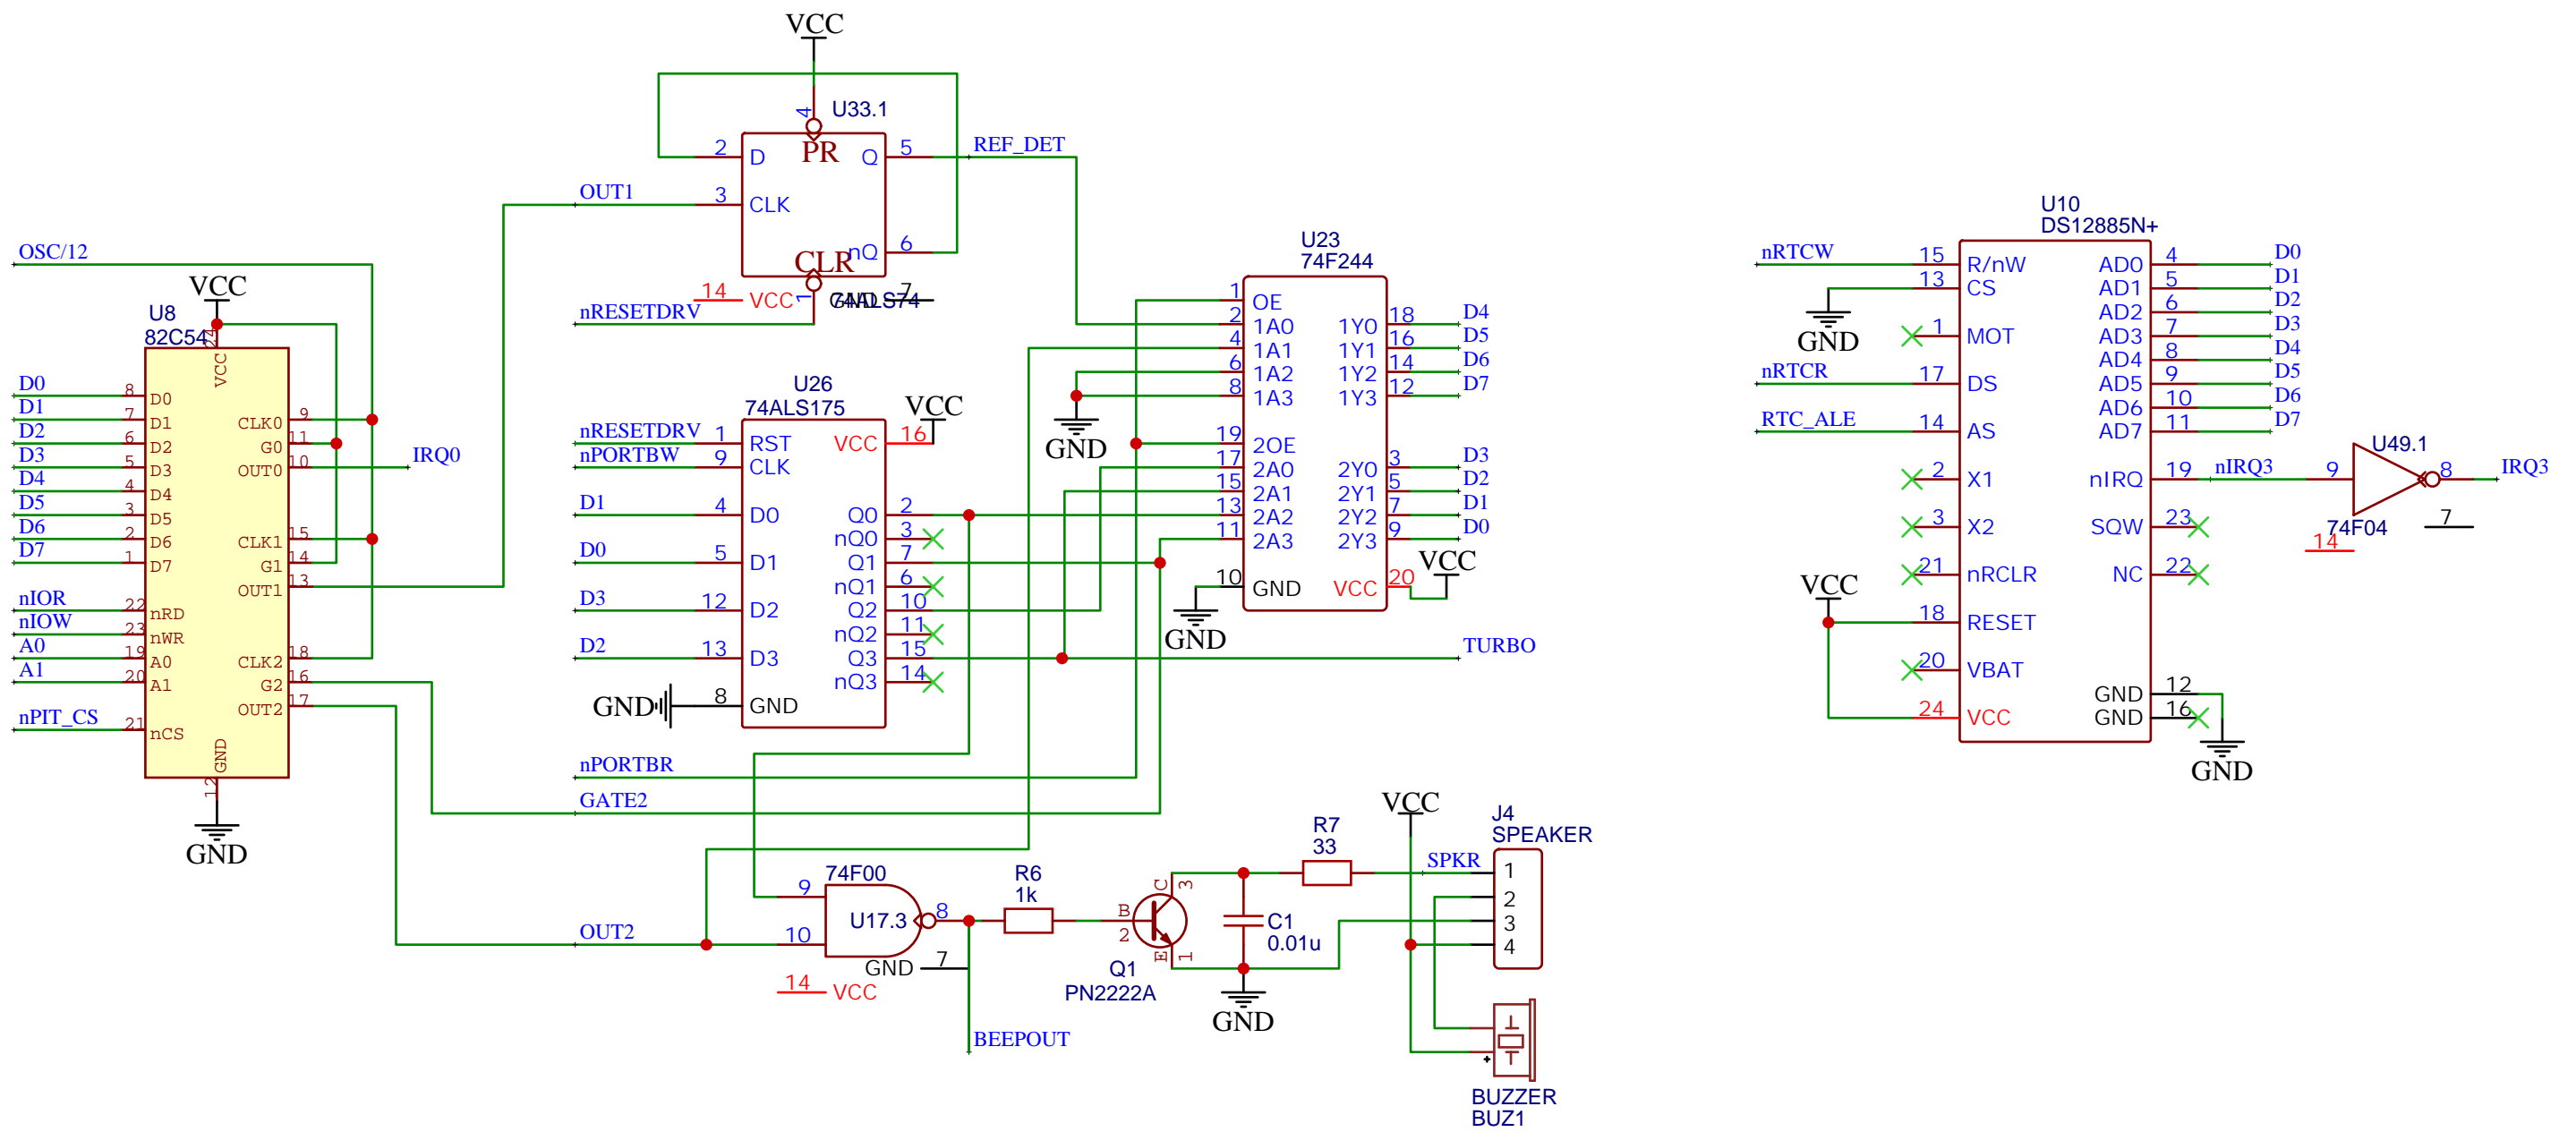 VCC
U33.1
4
PR
2
D
Q
5
REF_DET
OUT1
3
CLK
nQ
6
CLR
14
VCC
1
GND
7
74ALS74
nRESETDRV
OSC/12
VCC
U8
82C54
24
VCC
D0
8
D0
D1
7
D1
CLK0
9
D2
6
D2
G0
11
D3
5
D3
OUT0
10
IRQ0
D4
4
D4
D5
3
D5
D6
2
D6
CLK1
15
D7
1
D7
G1
14
OUT1
13
nIOR
22
nRD
nIOW
23
nWR
A0
19
A0
CLK2
18
A1
20
A1
G2
16
OUT2
17
nPIT_CS
21
nCS
GND
12
GND
U26
74ALS175
VCC
nRESETDRV
1
RST
VCC
16
nPORTBW
9
CLK
D1
4
D0
Q0
2
nQ0
3
D0
5
D1
Q1
7
nQ1
6
D3
12
D2
Q2
10
nQ2
11
D2
13
D3
Q3
15
nQ3
14
GND
8
GND
nPORTBR
GATE2
OUT2
TURBO
U23
74F244
1
OE
2
1A0
1Y0
18
D4
4
1A1
1Y1
16
D5
6
1A2
1Y2
14
D6
8
1A3
1Y3
12
D7
GND
19
2OE
17
2A0
2Y0
3
D3
15
2A1
2Y1
5
D2
13
2A2
2Y2
7
D1
11
2A3
2Y3
9
D0
VCC
10
GND
VCC
20
GND
74F00
9
U17.3
8
10
GND
7
14
VCC
BEEPOUT
R6
1k
B
2
C
3
E
1
Q1
PN2222A
C1
0.01u
GND
R7
33
SPKR
VCC
J4
SPEAKER
1
2
3
4
BUZZER
BUZ1
U10
DS12885N+
nRTCW
15
R/nW
AD0
4
D0
13
CS
AD1
5
D1
GND
AD2
6
D2
1
MOT
AD3
7
D3
AD4
8
D4
nRTCR
17
DS
AD5
9
D5
AD6
10
D6
RTC_ALE
14
AS
AD7
11
D7
2
X1
nIRQ
19
nIRQ3
3
X2
SQW
23
21
nRCLR
NC
22
VCC
18
RESET
20
VBAT
GND
12
24
VCC
GND
16
GND
U49.1
9
8
IRQ3
74F04
7
14